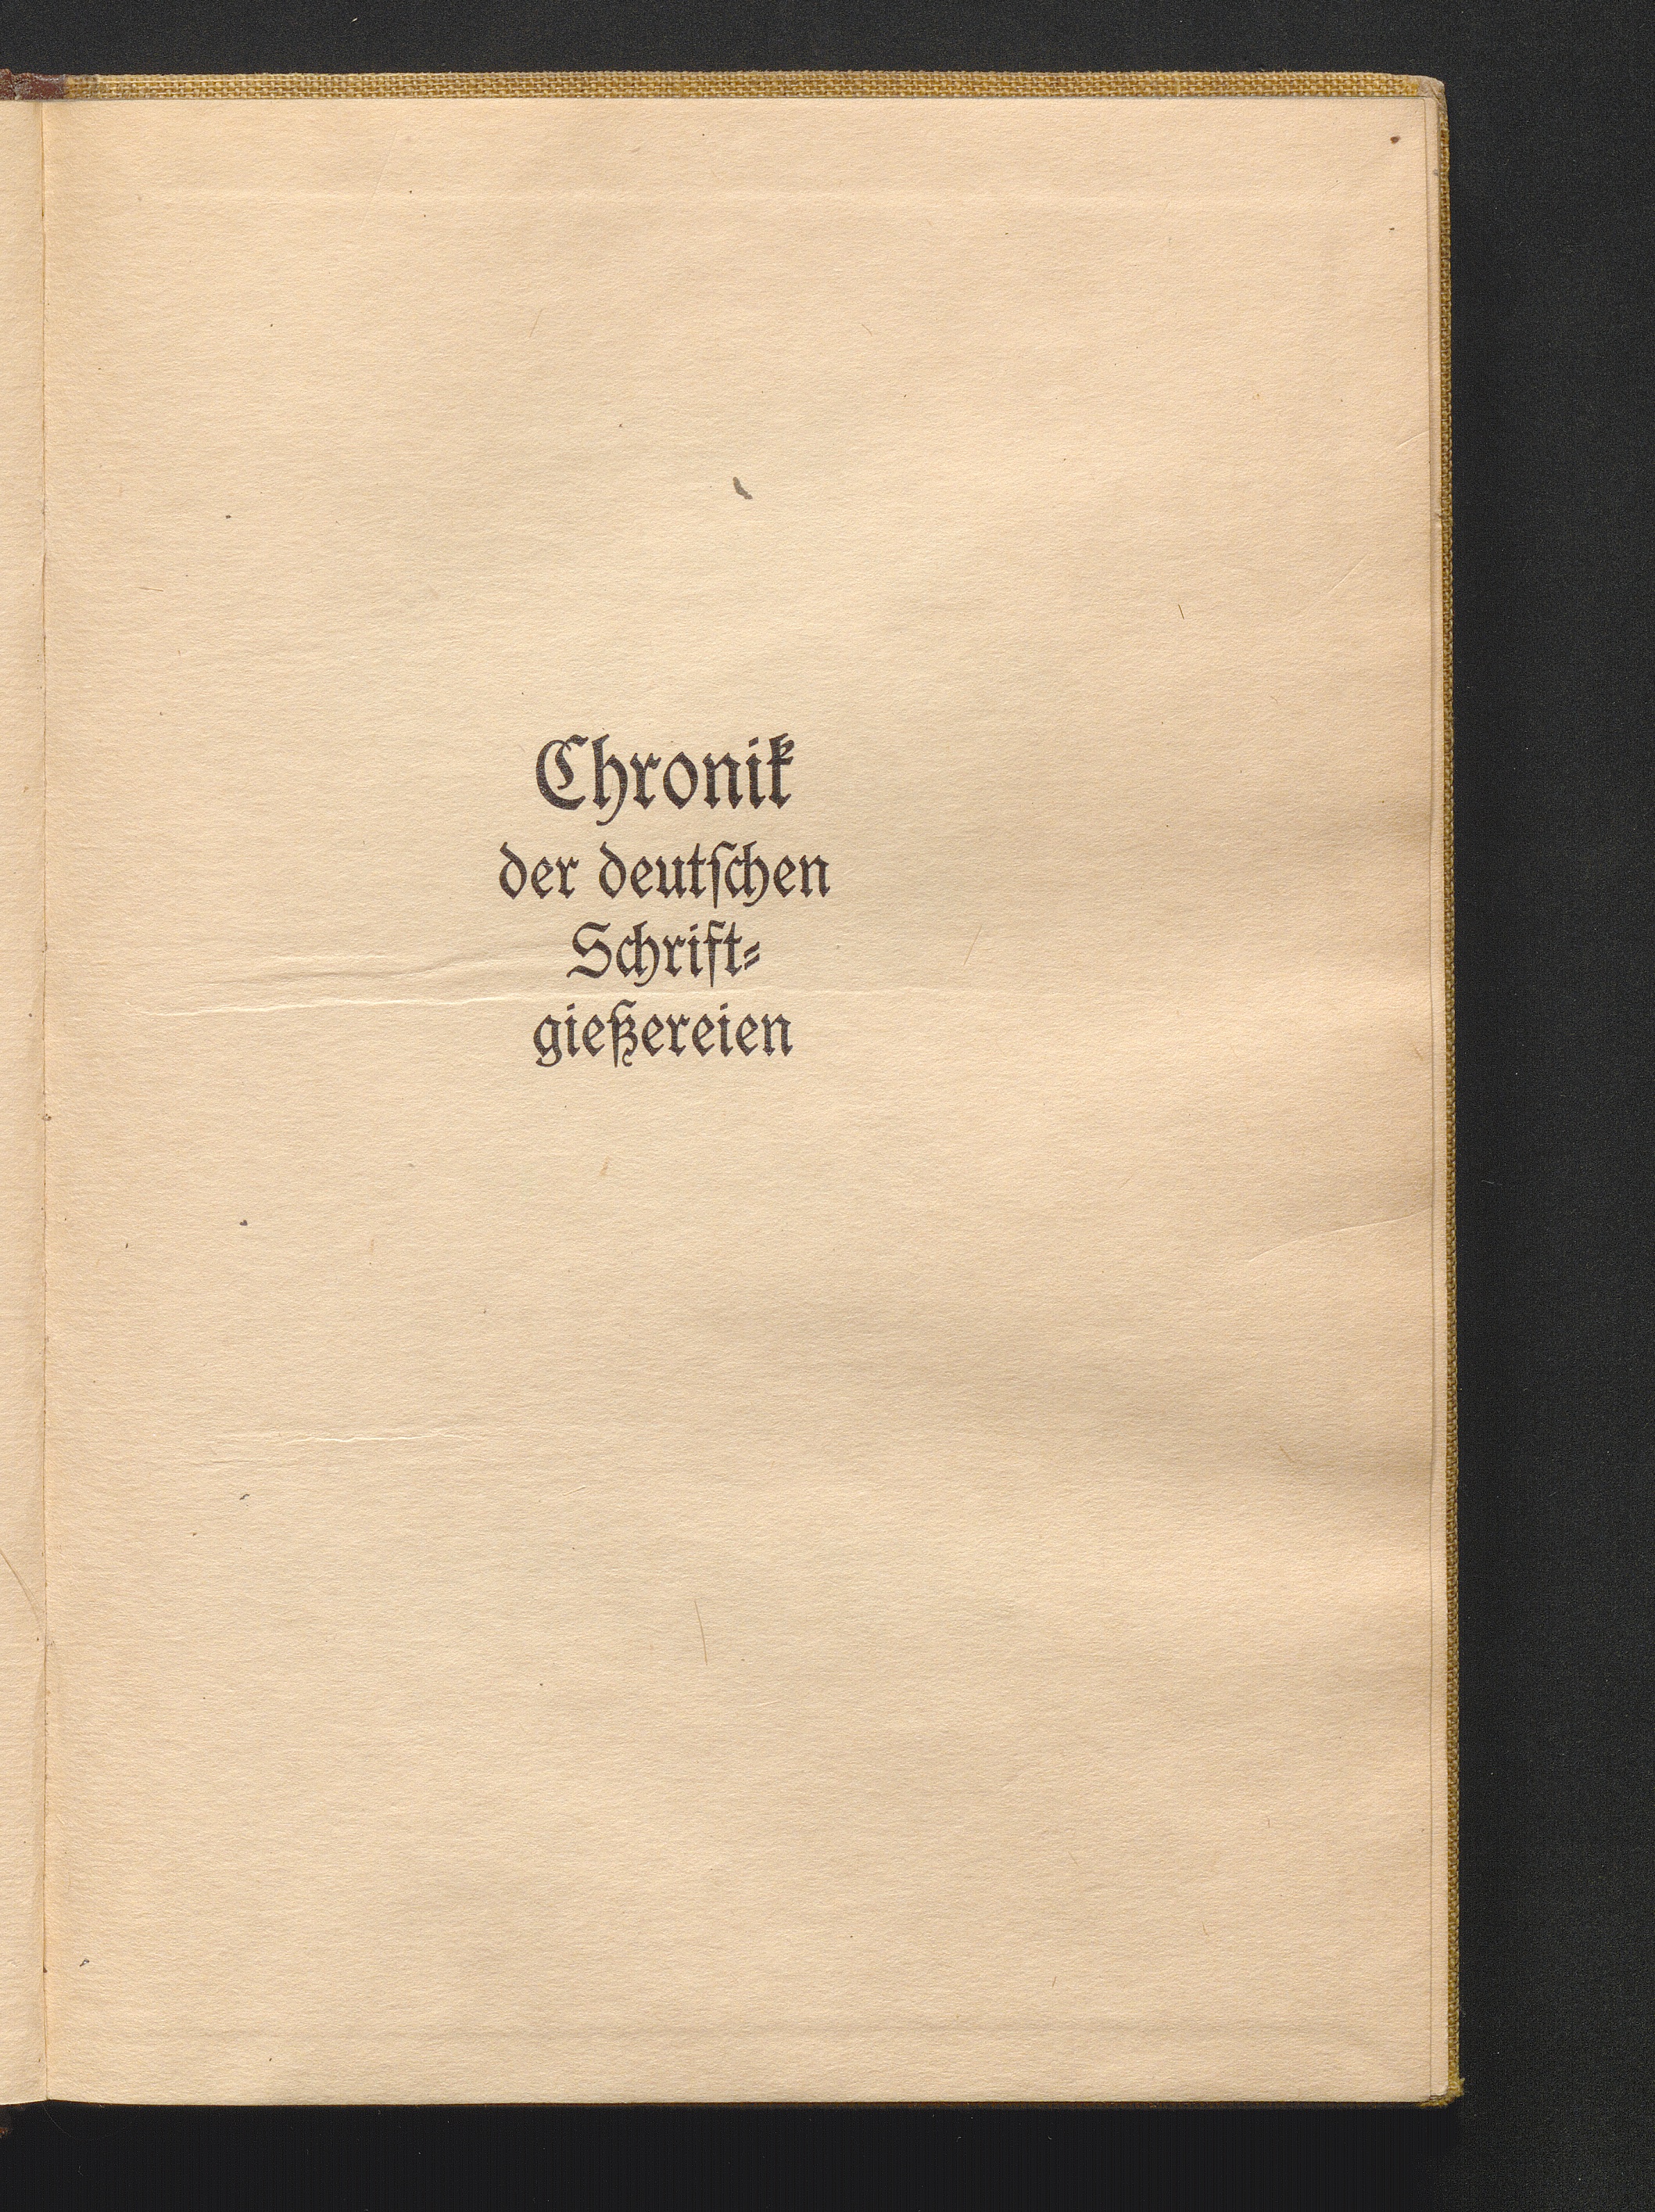 Chronik
der deutſchen
Schrift⸗
gießereien